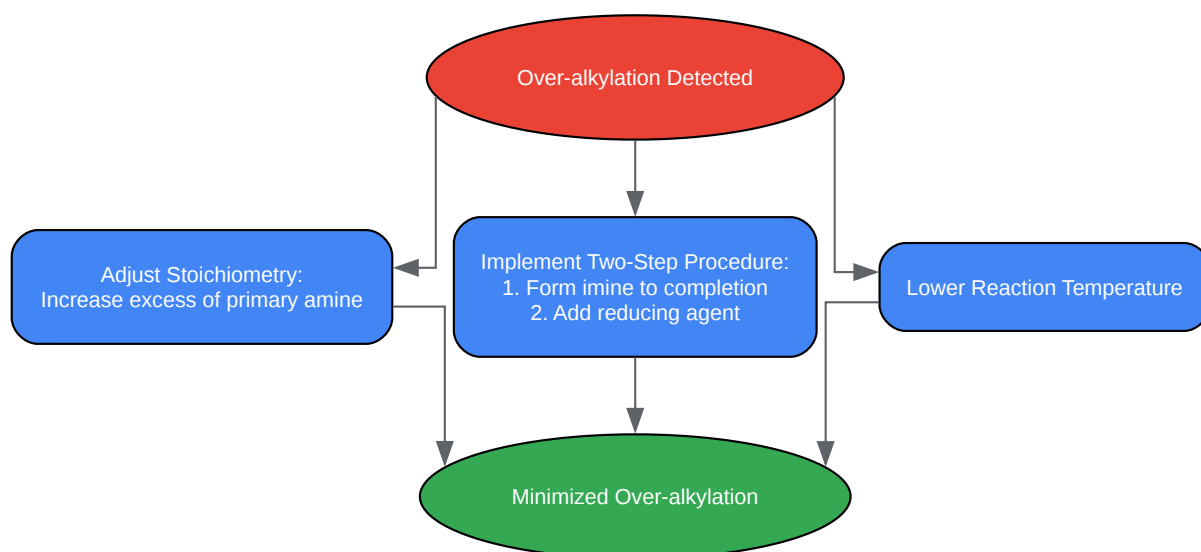 Over-alkylation Detected
Adjust Stoichiometry:
Increase excess of primary amine
Implement Two-Step Procedure:
1. Form imine to completion
2. Add reducing agent
Lower Reaction Temperature
Minimized Over-alkylation